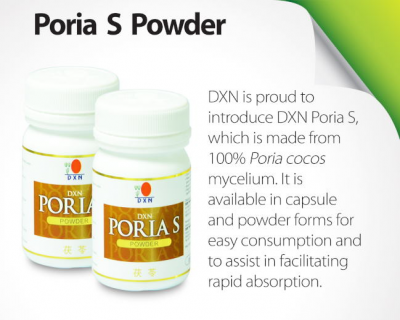 Poria S Powder
DXN is proud to
introduce DXN Poria S,
which is made from
100% Poria cocos
mycelium. It is
available in capsule
and powder forms for
easy consumption and
to assist in facilitating
rapid absorption.
DXN
DXN
PORIA S
POWDER
DXN
DXN
PORIA S
POWDER
茯苓